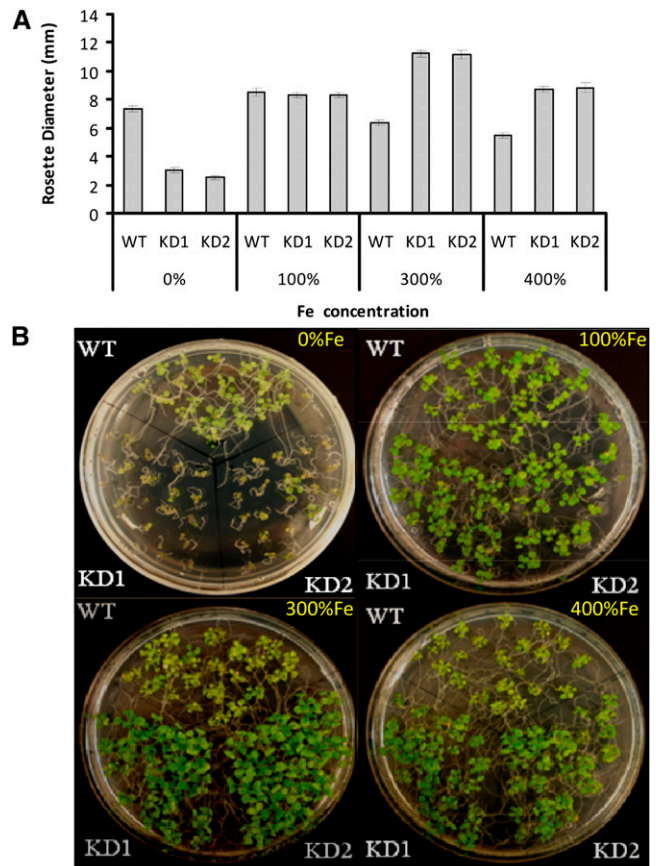 A
Rosette Diameter (mm)
14
12
10
8
6
4
2
0
WT KD1 KD2 WT KD1 KD2 WT KD1 KD2 WT KD1 KD2
0% 100% 300% 400%
Fe concentration
B
WT 0%Fe
KD1 KD2
WT 100%Fe
KD1 KD2
WT 300%Fe
KD1 KD2
WT 400%Fe
KD1 KD2